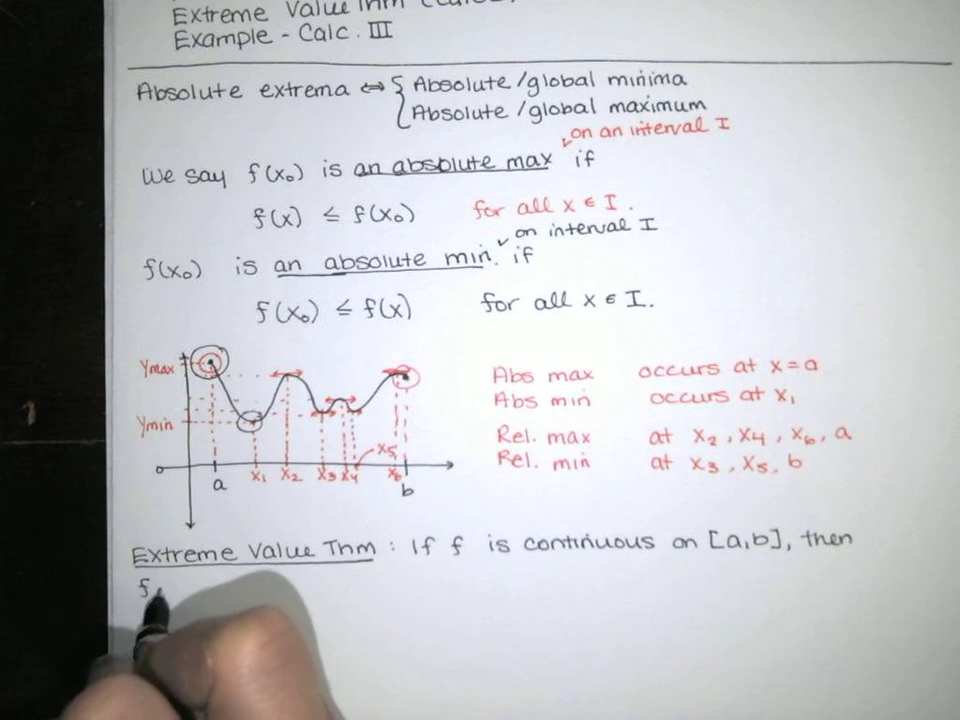 Extreme Value Thm
Example - Calc. III
Absolute extrema ⇔ { Absolute/global minima
Absolute/global maximum
on an interval I
We say f(x₀) is an absolute max if
f(x) ≤ f(x₀) for all x ∈ I.
on interval I
f(x₀) is an absolute min. if
f(x₀) ≤ f(x) for all x ∈ I.
Ymax
Ymin
a x₁ x₂ x₃ x₄ x₅ x₆ b
Abs max occurs at x=a
Abs min occurs at x₁
Rel. max at x₂, x₄, x₆, a
Rel. min at x₃, x₅, b
Extreme Value Thm : If f is continuous on [a,b], then
f